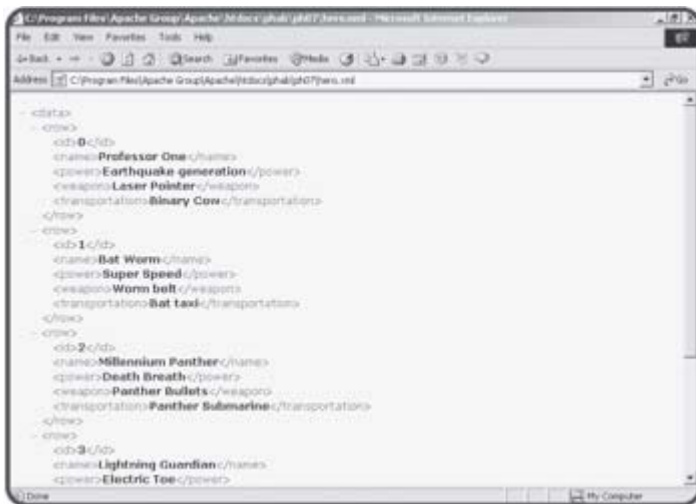 C:\Program Files\Apache Group\Apache\htdocs\phab\ph07\hero.xml - Microsoft Internet Explorer
File Edit View Favorites Tools Help
Back Search Favorites Media
Address C:\Program Files\Apache Group\Apache\htdocs\phab\ph07\hero.xml Go
- <data>
- <row>
<id>0</id>
<name>Professor One</name>
<power>Earthquake generation</power>
<weapon>Laser Pointer</weapon>
<transportation>Binary Cow</transportation>
</row>
- <row>
<id>1</id>
<name>Bat Worm</name>
<power>Super Speed</power>
<weapon>Worm belt</weapon>
<transportation>Bat taxi</transportation>
</row>
- <row>
<id>2</id>
<name>Millennium Panther</name>
<power>Death Breath</power>
<weapon>Panther Bullets</weapon>
<transportation>Panther Submarine</transportation>
</row>
- <row>
<id>3</id>
<name>Lightning Guardian</name>
<power>Electric Toe</power>
Done My Computer